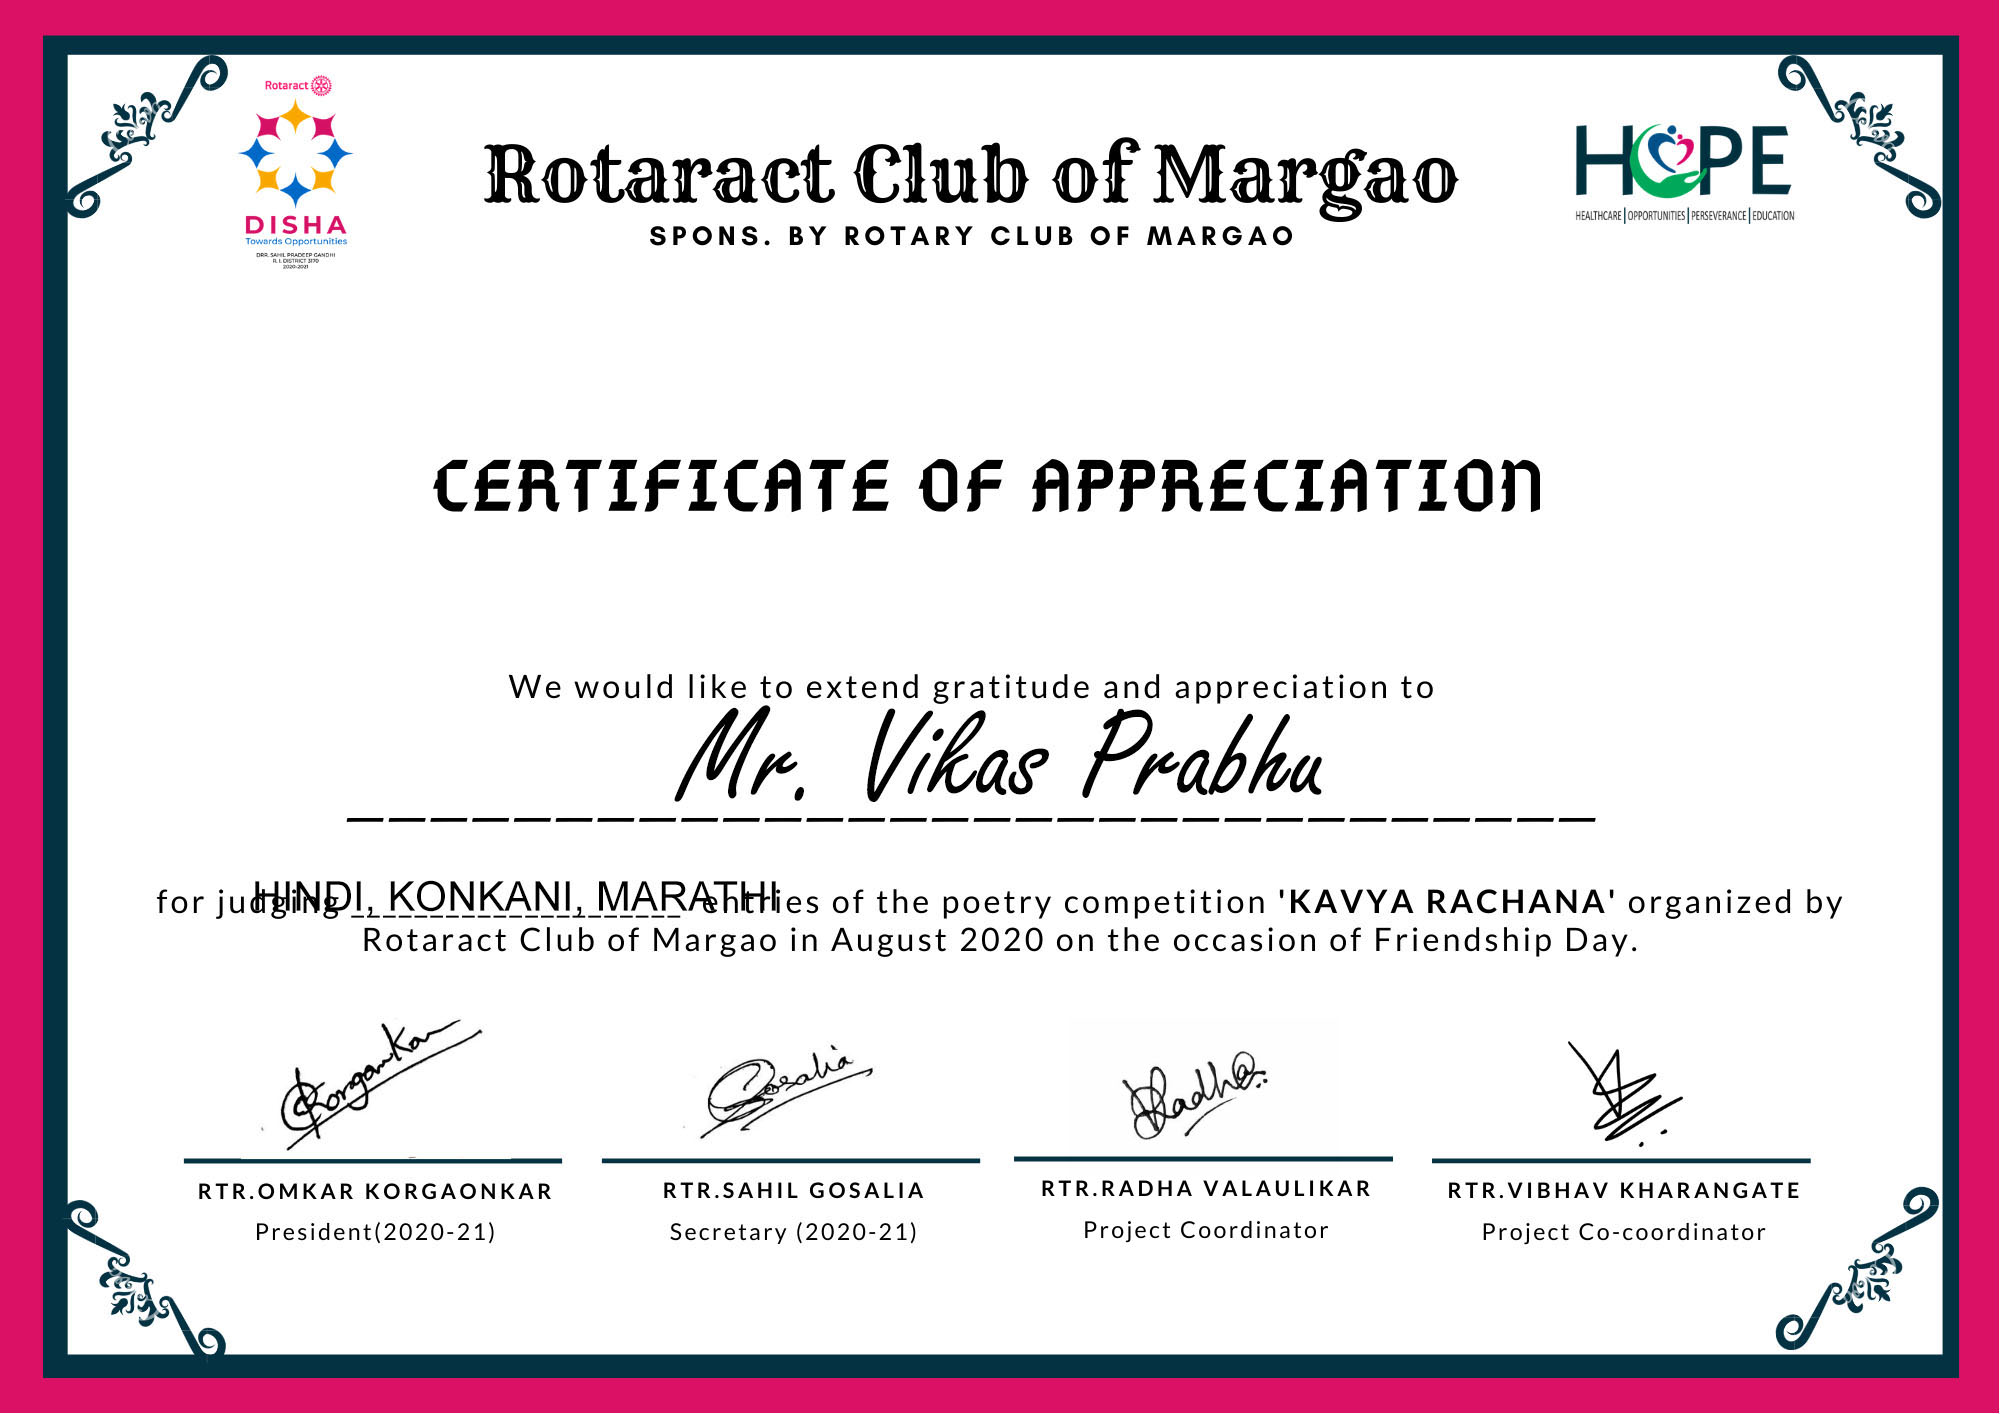 Rotaract
DISHA
Towards Opportunities
DRR. SAHIL PRADEEP GANDHI
R. I. DISTRICT 3170
2020-2021
Rotaract Club of Margao
SPONS. BY ROTARY CLUB OF MARGAO
HOPE
HEALTHCARE | OPPORTUNITIES | PERSEVERANCE | EDUCATION
CERTIFICATE OF APPRECIATION
We would like to extend gratitude and appreciation to
Mr. Vikas Prabhu
for judging HINDI, KONKANI, MARATHI entries of the poetry competition 'KAVYA RACHANA' organized by
Rotaract Club of Margao in August 2020 on the occasion of Friendship Day.
Korgaonkar
Gosalia
Radha
RTR.OMKAR KORGAONKAR
President(2020-21)
RTR.SAHIL GOSALIA
Secretary (2020-21)
RTR.RADHA VALAULIKAR
Project Coordinator
RTR.VIBHAV KHARANGATE
Project Co-coordinator